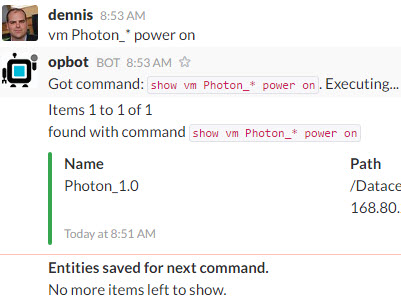 dennis 8:53 AM
vm Photon_* power on
opbot BOT 8:53 AM
Got command: show vm Photon_* power on. Executing...
Items 1 to 1 of 1
found with command show vm Photon_* power on
Name Path
Photon_1.0 /Datace
168.80.
Today at 8:51 AM
Entities saved for next command.
No more items left to show.